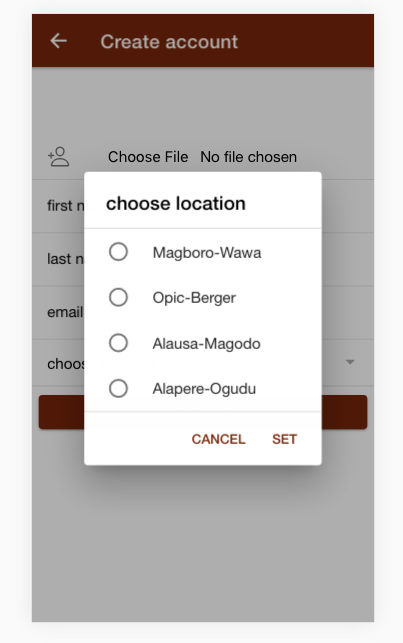 Create account
Choose File No file chosen
first n
choose location
last n
Magboro-Wawa
Opic-Berger
email
Alausa-Magodo
choos
Alapere-Ogudu
CANCEL SET